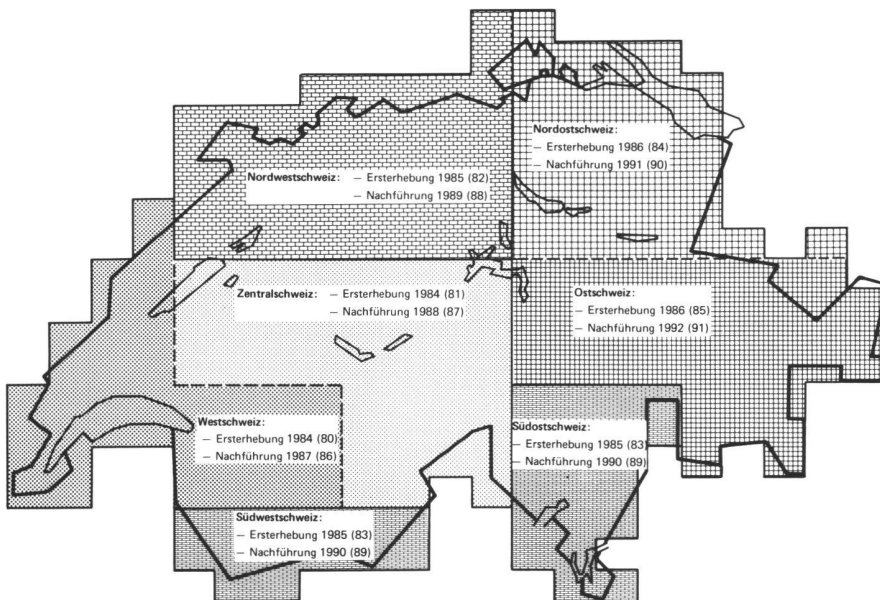 Nordostschweiz:
– Ersterhebung 1986 (84)
– Nachführung 1991 (90)
Nordwestschweiz: – Ersterhebung 1985 (82)
– Nachführung 1989 (88)
Zentralschweiz: – Ersterhebung 1984 (81)
– Nachführung 1988 (87)
Ostschweiz:
– Ersterhebung 1986 (85)
– Nachführung 1992 (91)
Westschweiz:
– Ersterhebung 1984 (80)
– Nachführung 1987 (86)
Südostschweiz:
– Ersterhebung 1985 (83)
– Nachführung 1990 (89)
Südwestschweiz:
– Ersterhebung 1985 (83)
– Nachführung 1990 (89)